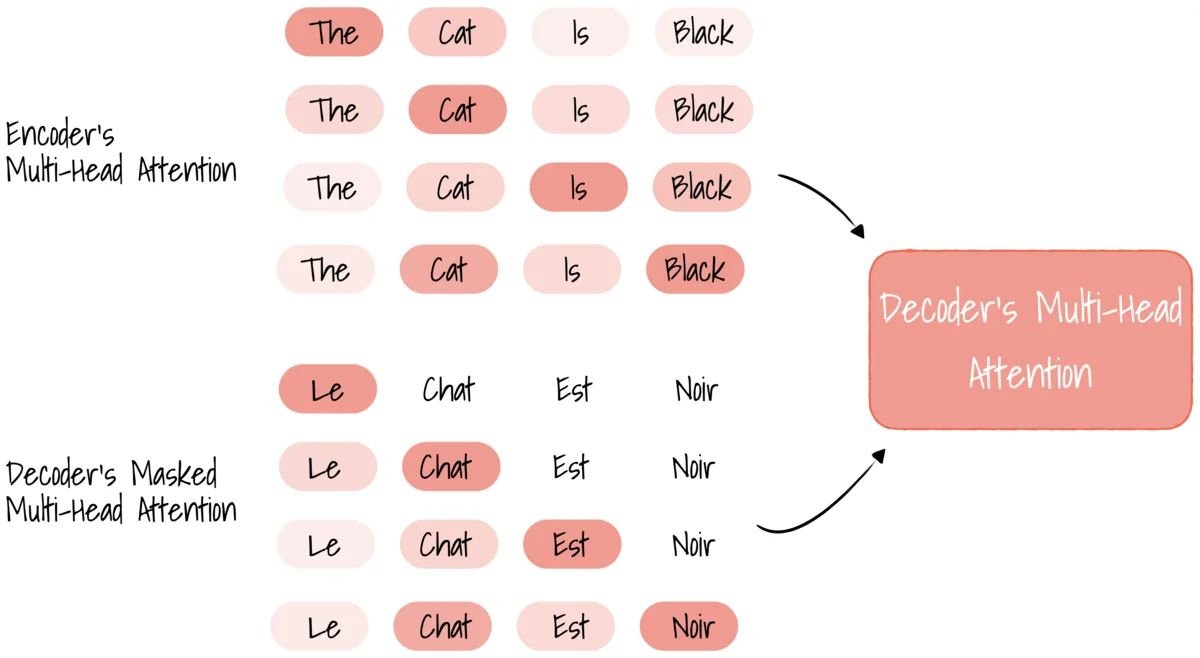 The Cat Is Black
The Cat Is Black
Encoder's
Multi-Head Attention
The Cat Is Black
The Cat Is Black
Decoder's Multi-Head
Attention
Le Chat Est Noir
Le Chat Est Noir
Decoder's Masked
Multi-Head Attention
Le Chat Est Noir
Le Chat Est Noir